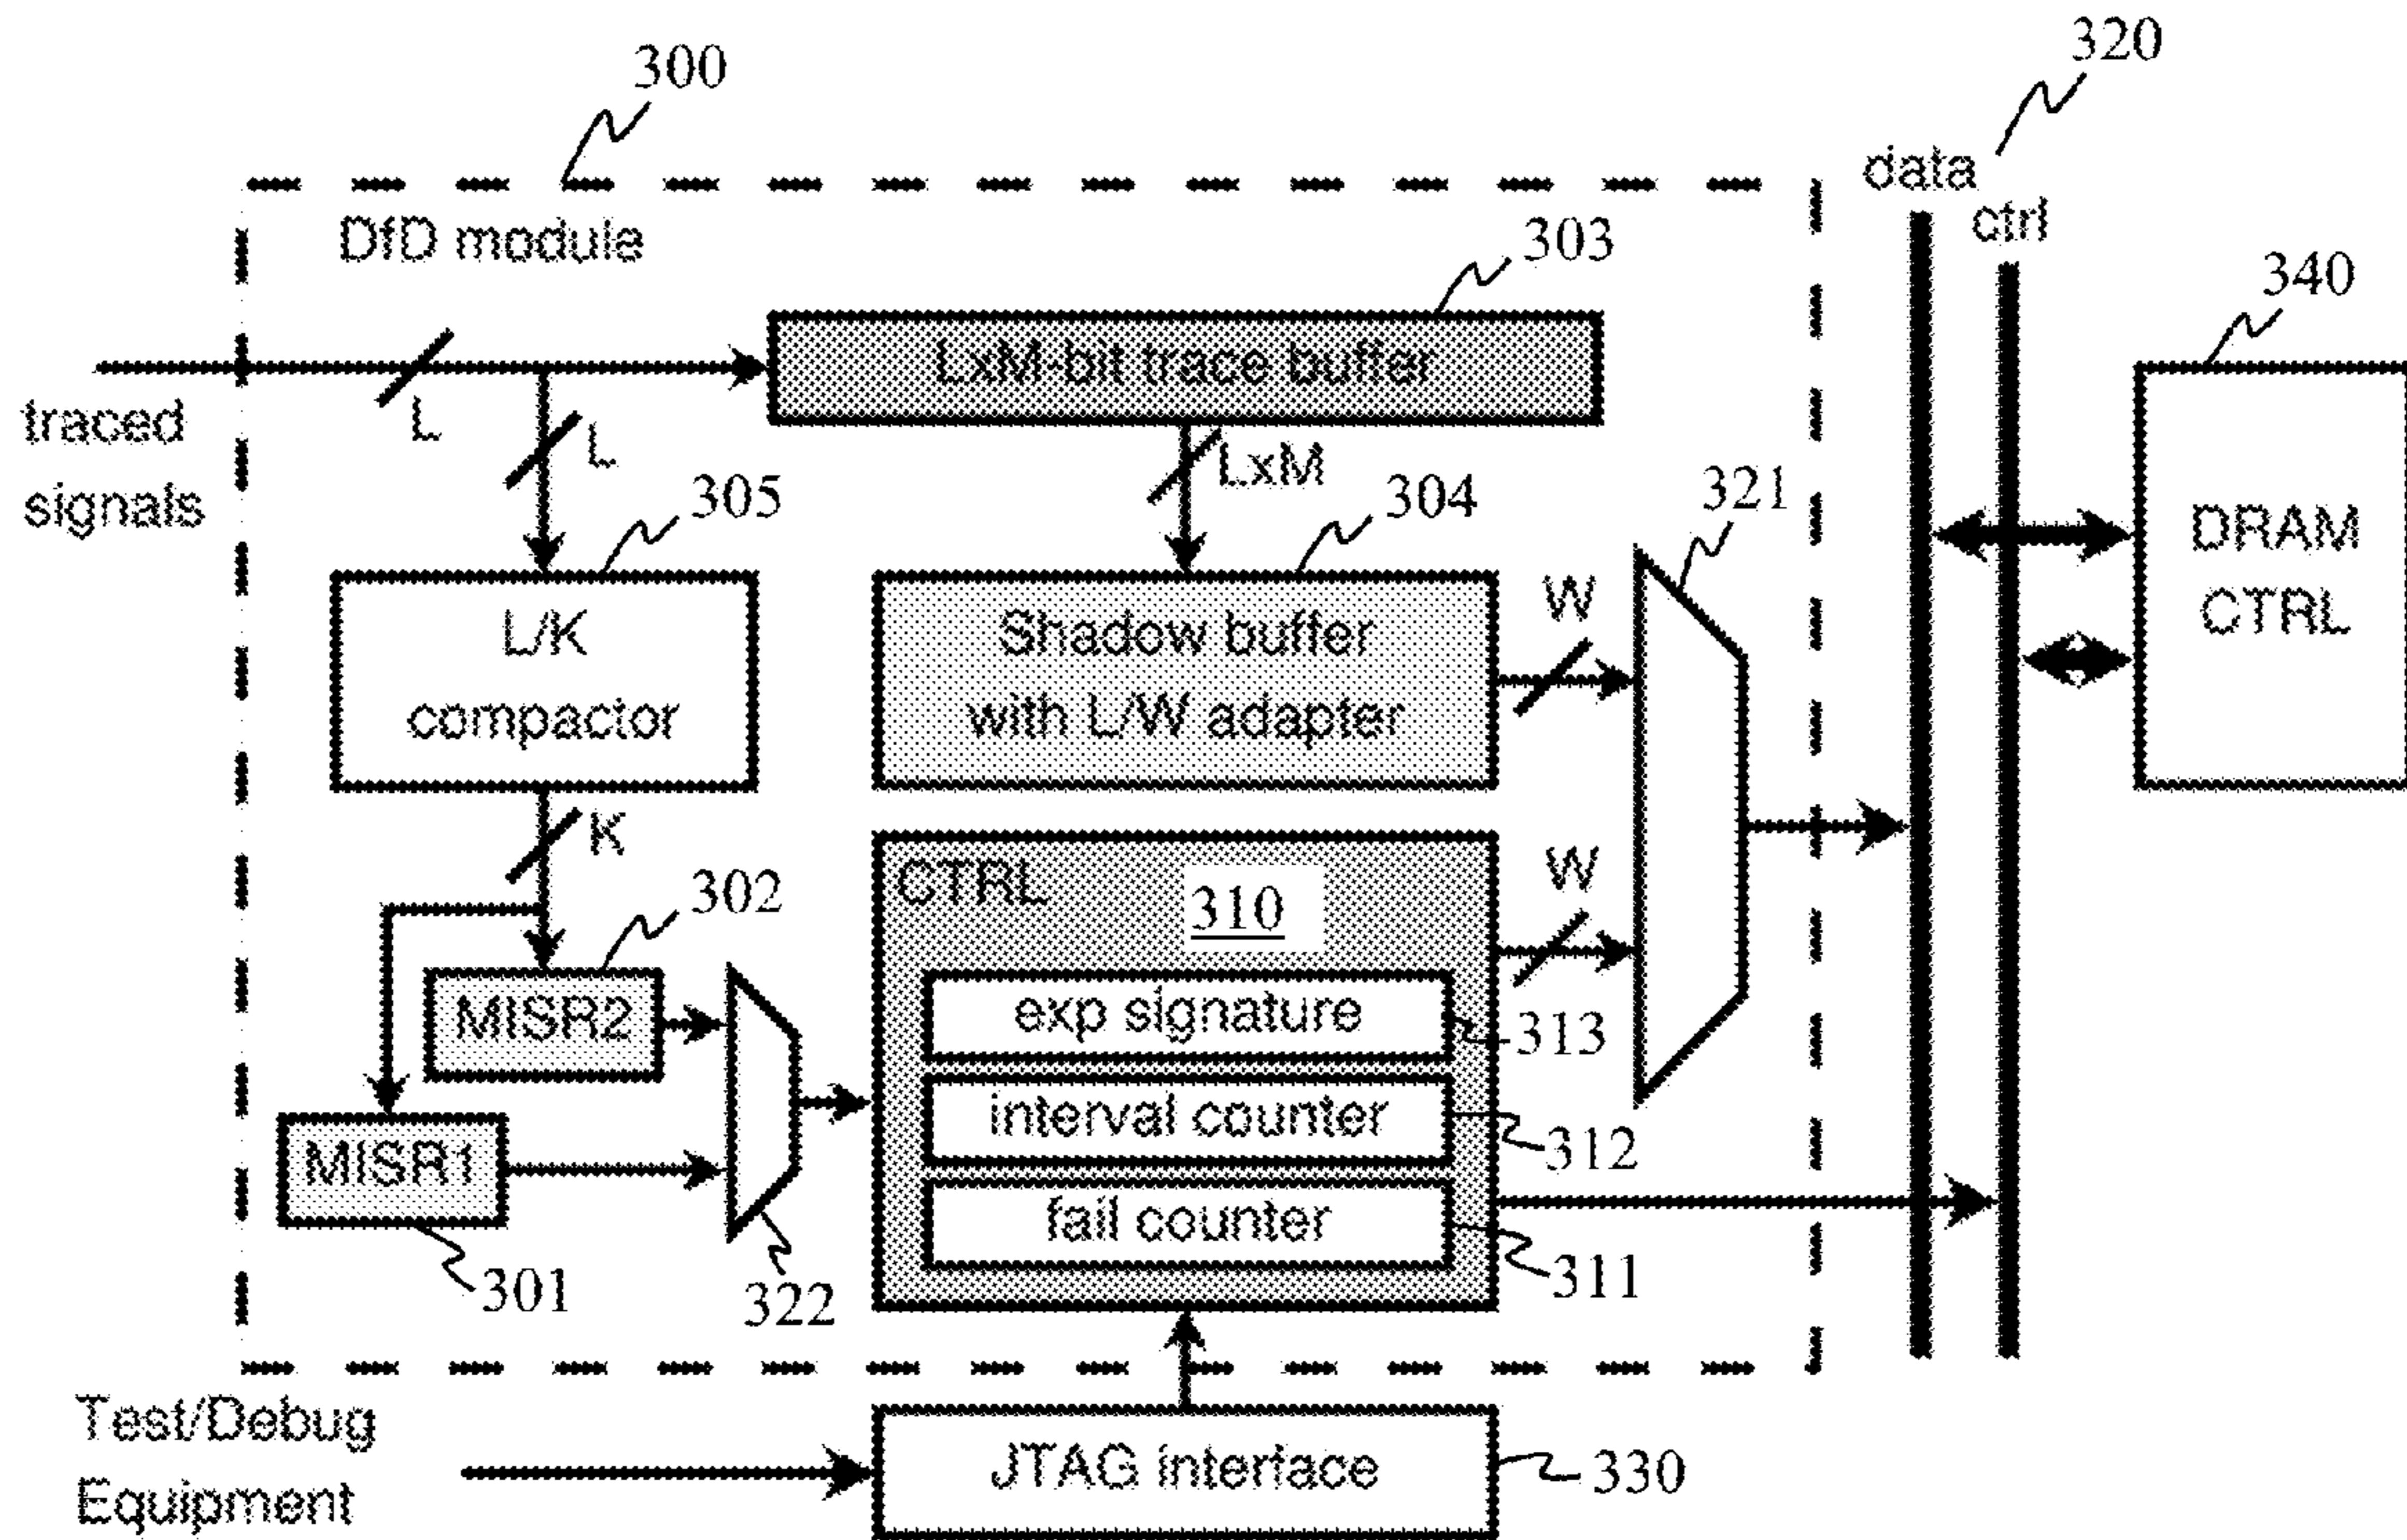 320
300
data
ctrl
DfD module
303
340
LxM-bit trace buffer
L
traced
signals
L
LxM
305
304
321
DRAM
CTRL
L/K
compactor
Shadow buffer
with L/W adapter
W
K
CTRL
310
W
302
MISR2
exp signature
313
interval counter
312
MISR1
fail counter
311
301
322
Test/Debug
Equipment
JTAG interface
330